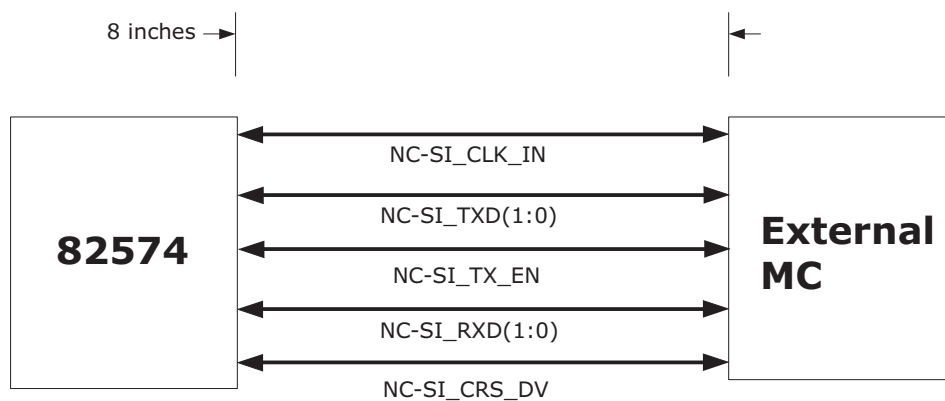 8 inches
NC-SI_CLK_IN
NC-SI_TXD(1:0)
82574
External
MC
NC-SI_TX_EN
NC-SI_RXD(1:0)
NC-SI_CRS_DV